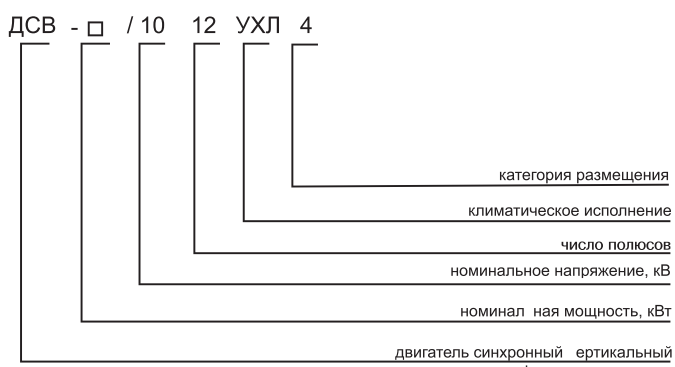 ДСВ - □ / 10 12 УХЛ 4
категория размещения
климатическое исполнение
число полюсов
номинальное напряжение, кВ
номинал ная мощность, кВт
двигатель синхронный ертикальный